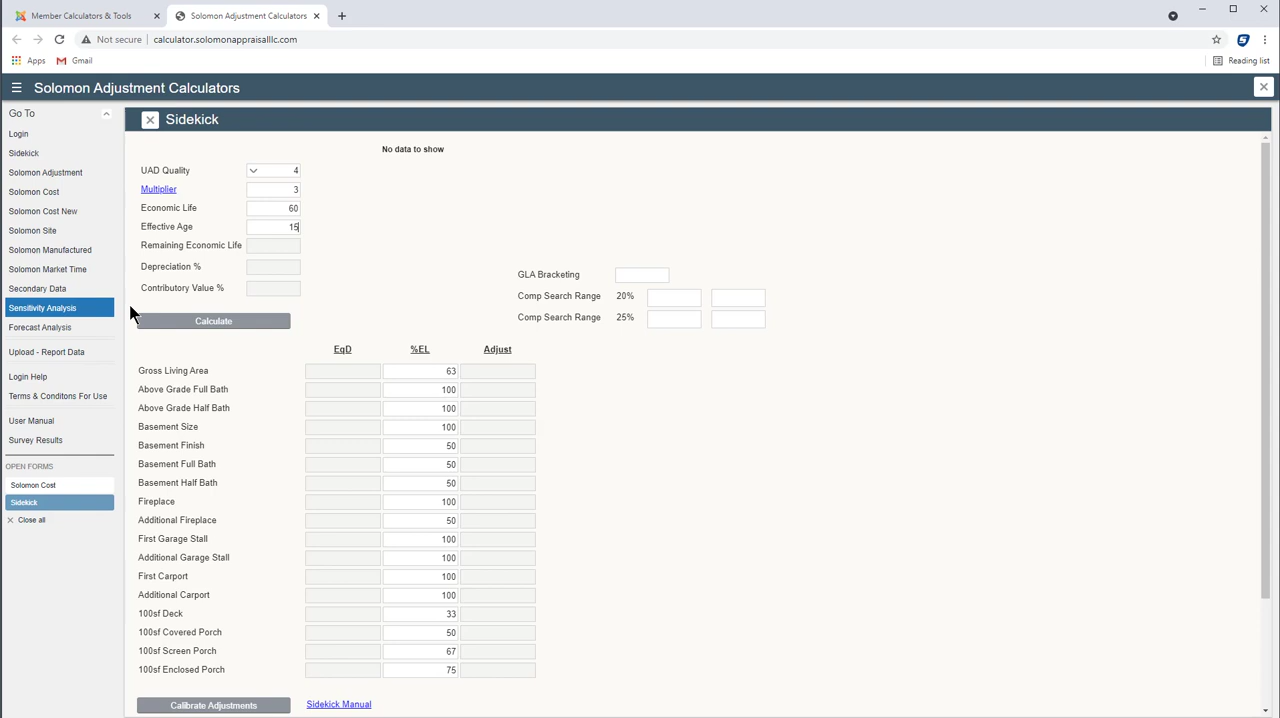 Member Calculators & Tools
Solomon Adjustment Calculators
Not secure
calculator.solomonappraisalllc.com
Apps
Gmail
Reading list
Solomon Adjustment Calculators
Go To
Login
Sidekick
Solomon Adjustment
Solomon Cost
Solomon Cost New
Solomon Site
Solomon Manufactured
Solomon Market Time
Secondary Data
Sensitivity Analysis
Forecast Analysis
Upload - Report Data
Login Help
Terms & Conditons For Use
User Manual
Survey Results
OPEN FORMS
Solomon Cost
Sidekick
Close all
Sidekick
No data to show
UAD Quality 4
Multiplier 3
Economic Life 60
Effective Age 15
Remaining Economic Life
Depreciation %
Contributory Value %
GLA Bracketing
Comp Search Range 20%
Comp Search Range 25%
Calculate
EqD %EL Adjust
Gross Living Area 63
Above Grade Full Bath 100
Above Grade Half Bath 100
Basement Size 100
Basement Finish 50
Basement Full Bath 50
Basement Half Bath 50
Fireplace 100
Additional Fireplace 50
First Garage Stall 100
Additional Garage Stall 100
First Carport 100
Additional Carport 100
100sf Deck 33
100sf Covered Porch 50
100sf Screen Porch 67
100sf Enclosed Porch 75
Calibrate Adjustments Sidekick Manual